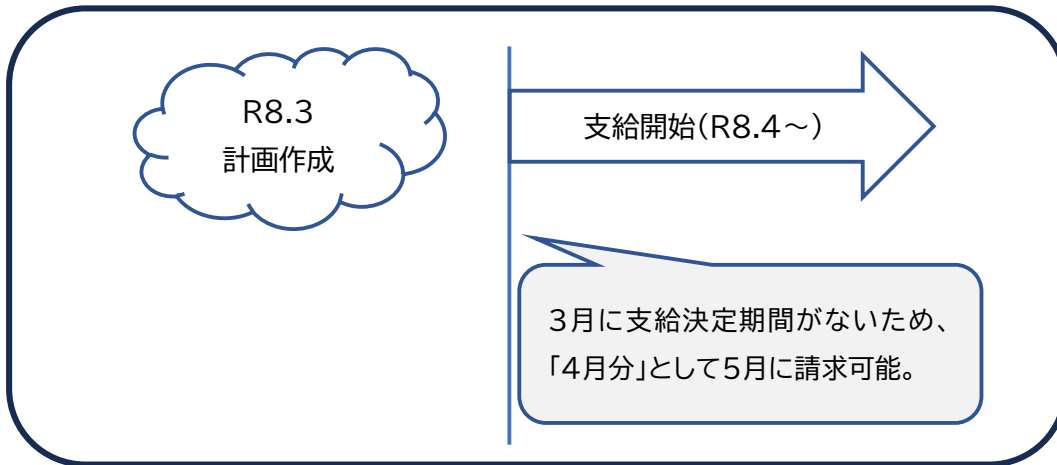 R8.3
計画作成
支給開始(R8.4～)
３月に支給決定期間がないため、
「４月分」として５月に請求可能。